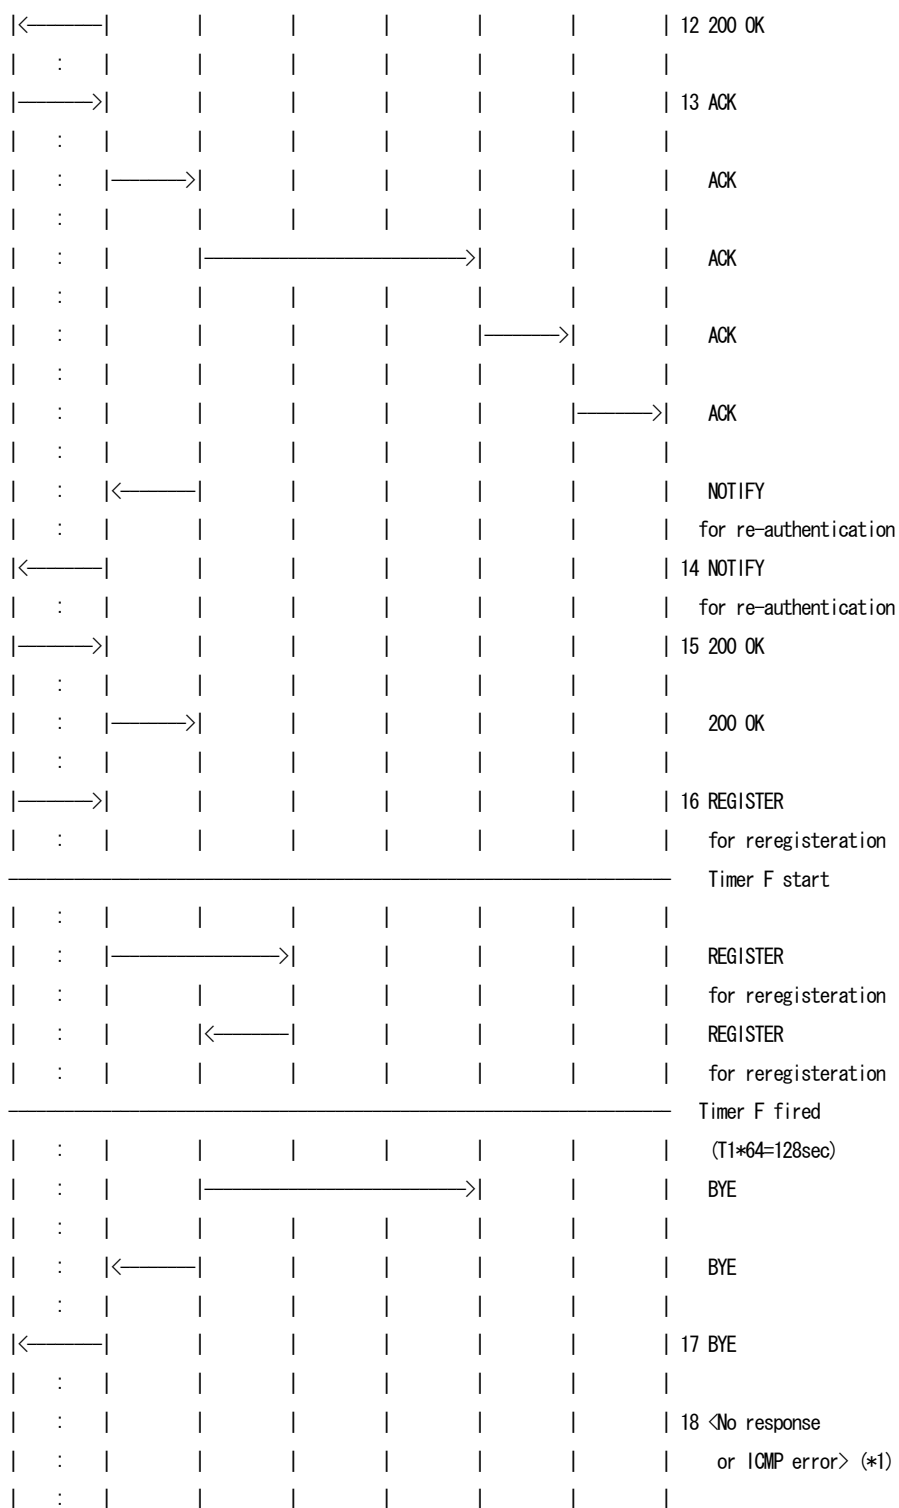 12 200 OK
13 ACK
ACK
ACK
ACK
ACK
NOTIFY
for re-authentication
14 NOTIFY
for re-authentication
15 200 OK
200 OK
16 REGISTER
for reregisteration
Timer F start
REGISTER
for reregisteration
REGISTER
for reregisteration
Timer F fired
(T1*64=128sec)
BYE
BYE
17 BYE
18 <No response
or ICMP error> (*1)